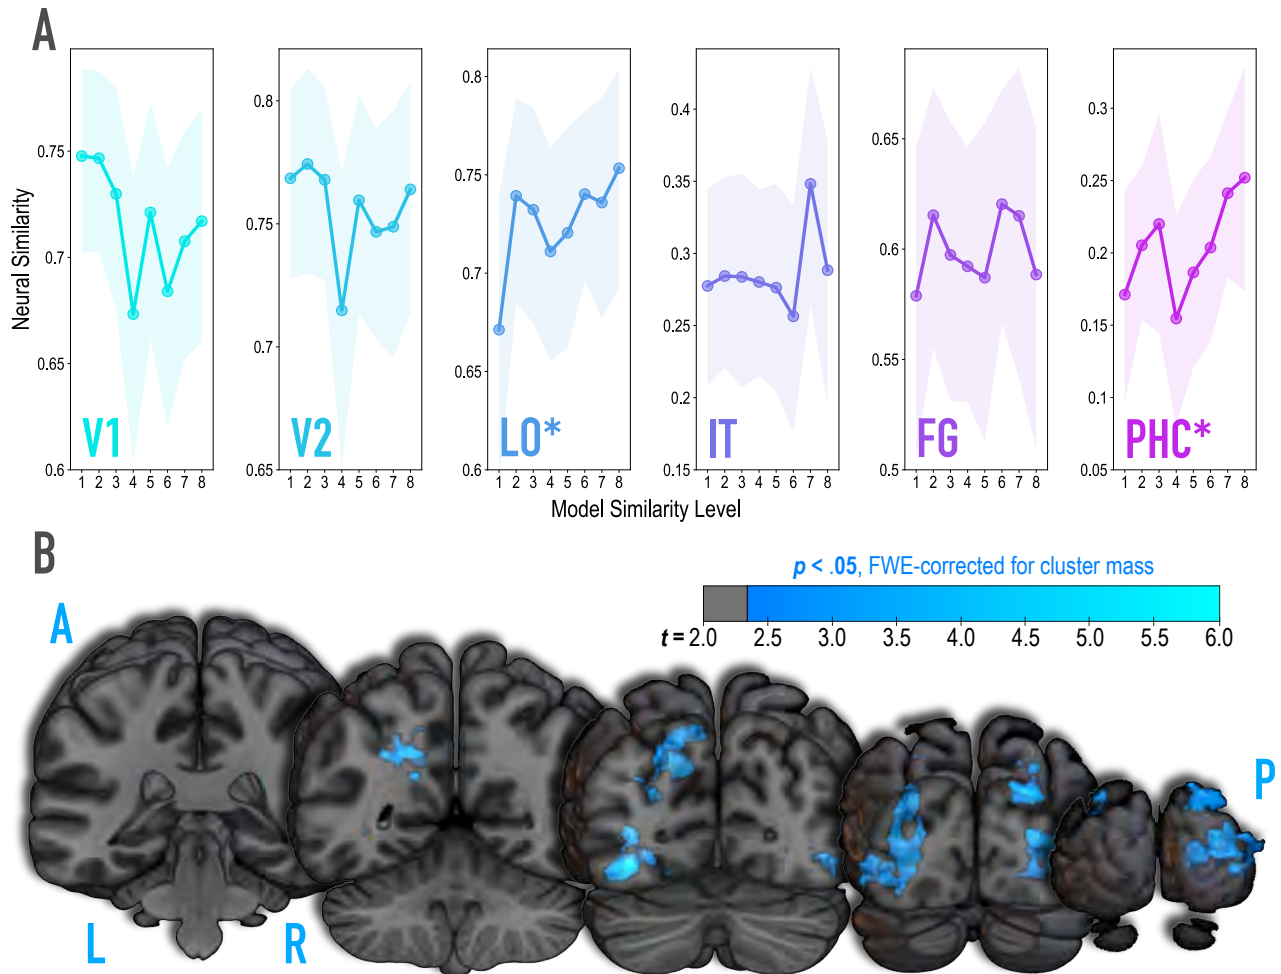 A
Neural Similarity
0.75
0.7
0.65
0.6
V1
1 2 3 4 5 6 7 8
0.8
0.75
0.7
0.65
V2
1 2 3 4 5 6 7 8
0.8
0.75
0.7
0.65
0.6
LO*
1 2 3 4 5 6 7 8
0.4
0.35
0.3
0.25
0.2
0.15
IT
1 2 3 4 5 6 7 8
0.65
0.6
0.55
0.5
FG
1 2 3 4 5 6 7 8
0.3
0.25
0.2
0.15
0.1
0.05
PHC*
1 2 3 4 5 6 7 8
Model Similarity Level
B
p < .05, FWE-corrected for cluster mass
t = 2.0 2.5 3.0 3.5 4.0 4.5 5.0 5.5 6.0
A
P
L R